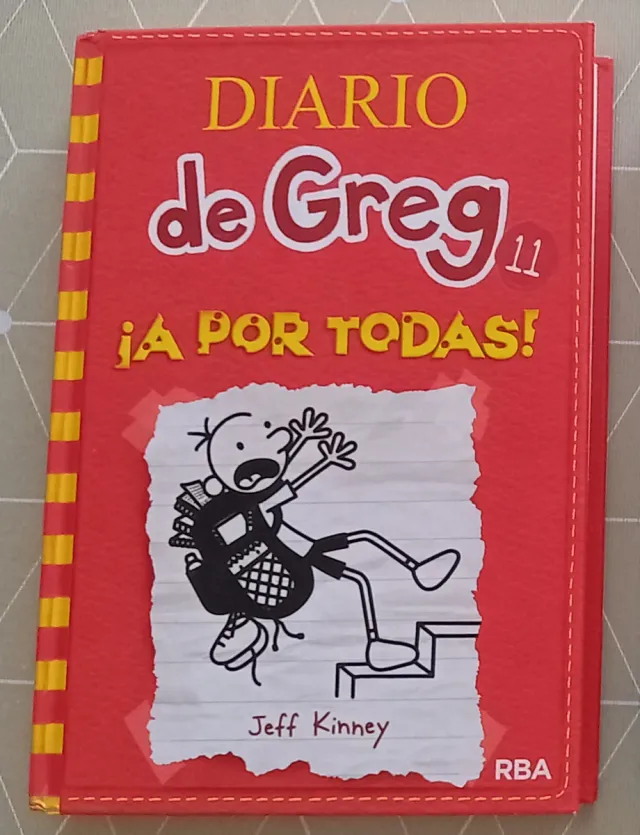 DIARIO
de Greg 11
¡A POR TODAS!
Jeff Kinney
RBA